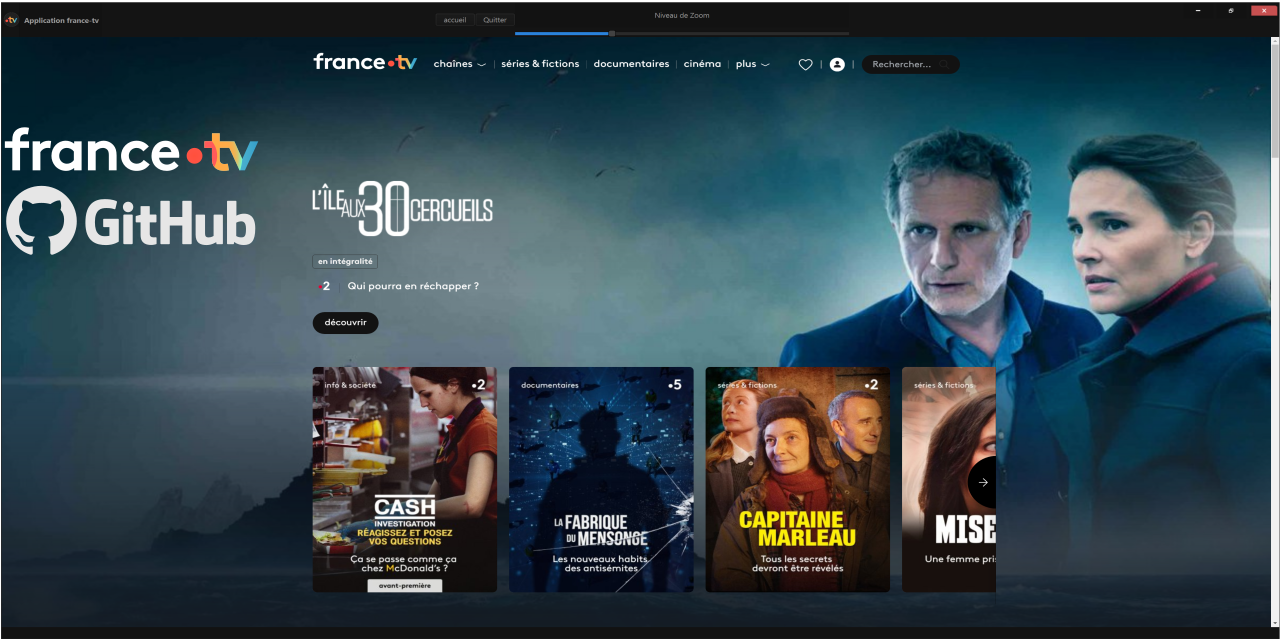 •tv Application france·tv
accueil
Quitter
Niveau de Zoom
france•tv
chaînes
séries & fictions
documentaires
cinéma
plus
Rechercher...
france•tv
GitHub
L'ÎLE AUX 30 CERCUEILS
en intégralité
•2 Qui pourra en réchapper ?
découvrir
info & société •2
CASH
INVESTIGATION
RÉAGISSEZ ET POSEZ
VOS QUESTIONS
Ça se passe comme ça
chez McDonald's ?
avant-première
documentaires •5
LA FABRIQUE
DU MENSONGE
Les nouveaux habits
des antisémites
séries & fictions •2
CAPITAINE
MARLEAU
Tous les secrets
devront être révélés
séries & fictions
MISE
Une femme pris